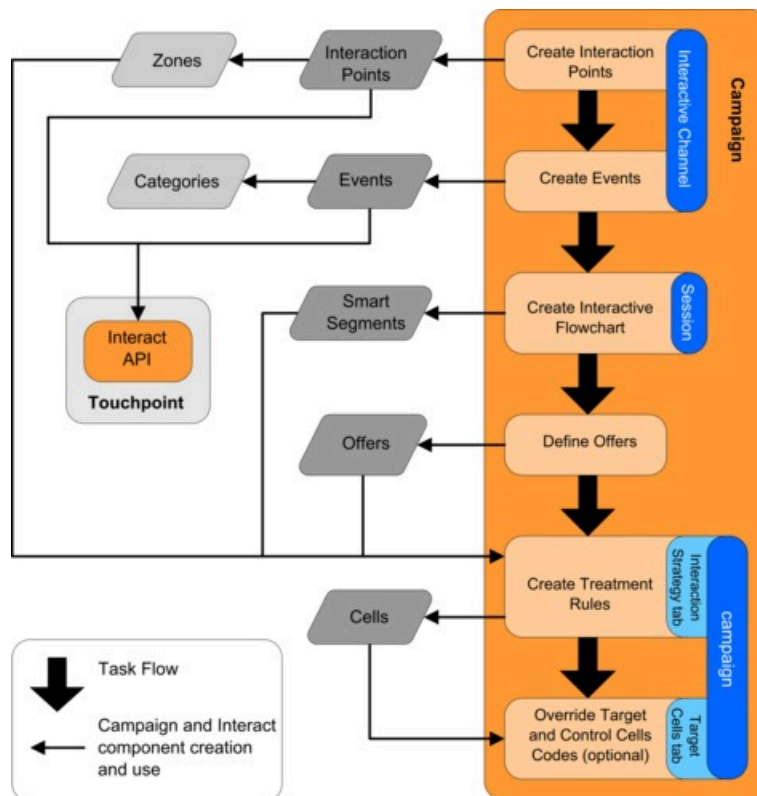 Zones
Interaction
Points
Create Interaction
Points
Interactive Channel
Campaign
Categories
Events
Create Events
Smart
Segments
Create Interactive
Flowchart
Session
Interact
API
Touchpoint
Offers
Define Offers
Create Treatment
Rules
Interaction
Strategy tab
campaign
Cells
Override Target
and Control Cells
Codes (optional)
Target
Cells tab
Task Flow
Campaign and Interact
component creation
and use